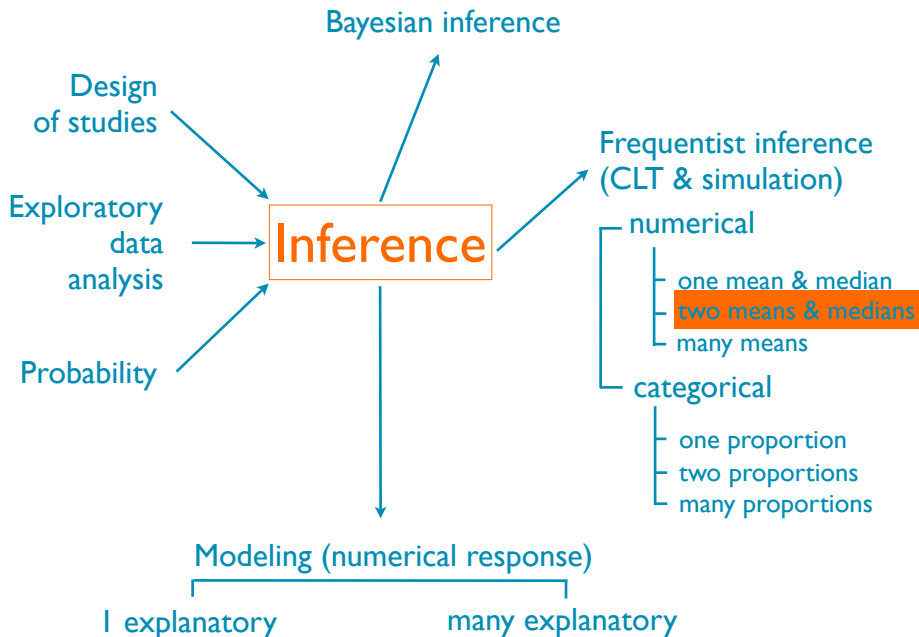 Bayesian inference
Design
of studies
Exploratory
data
analysis
Probability
Inference
Frequentist inference
(CLT & simulation)
numerical
one mean & median
two means & medians
many means
categorical
one proportion
two proportions
many proportions
Modeling (numerical response)
1 explanatory
many explanatory